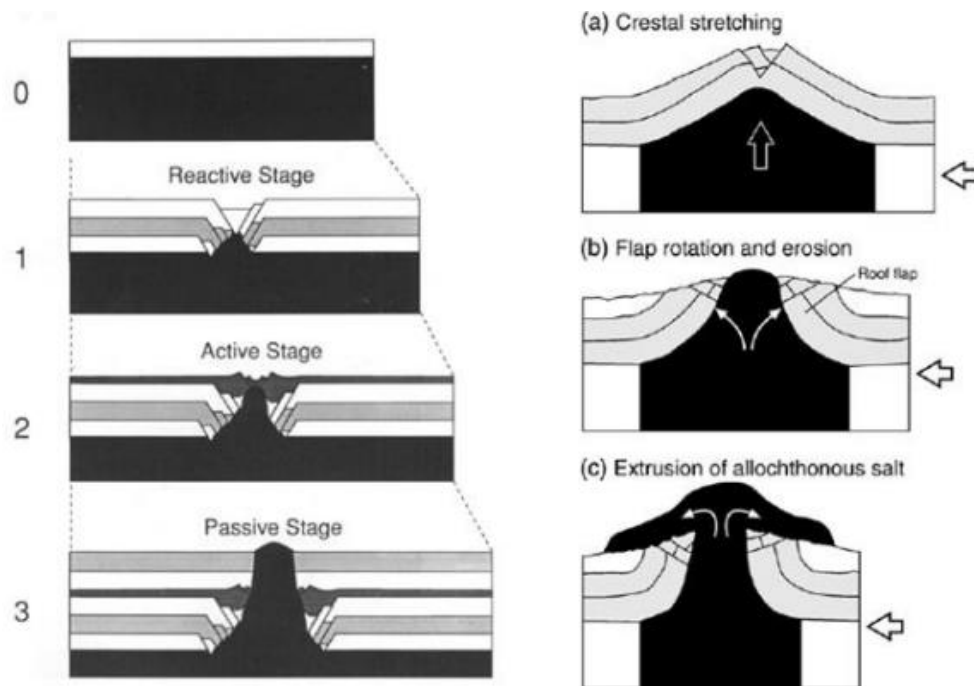 0
Reactive Stage
1
Active Stage
2
Passive Stage
3
(a) Crestal stretching
(b) Flap rotation and erosion
Roof flap
(c) Extrusion of allochthonous salt